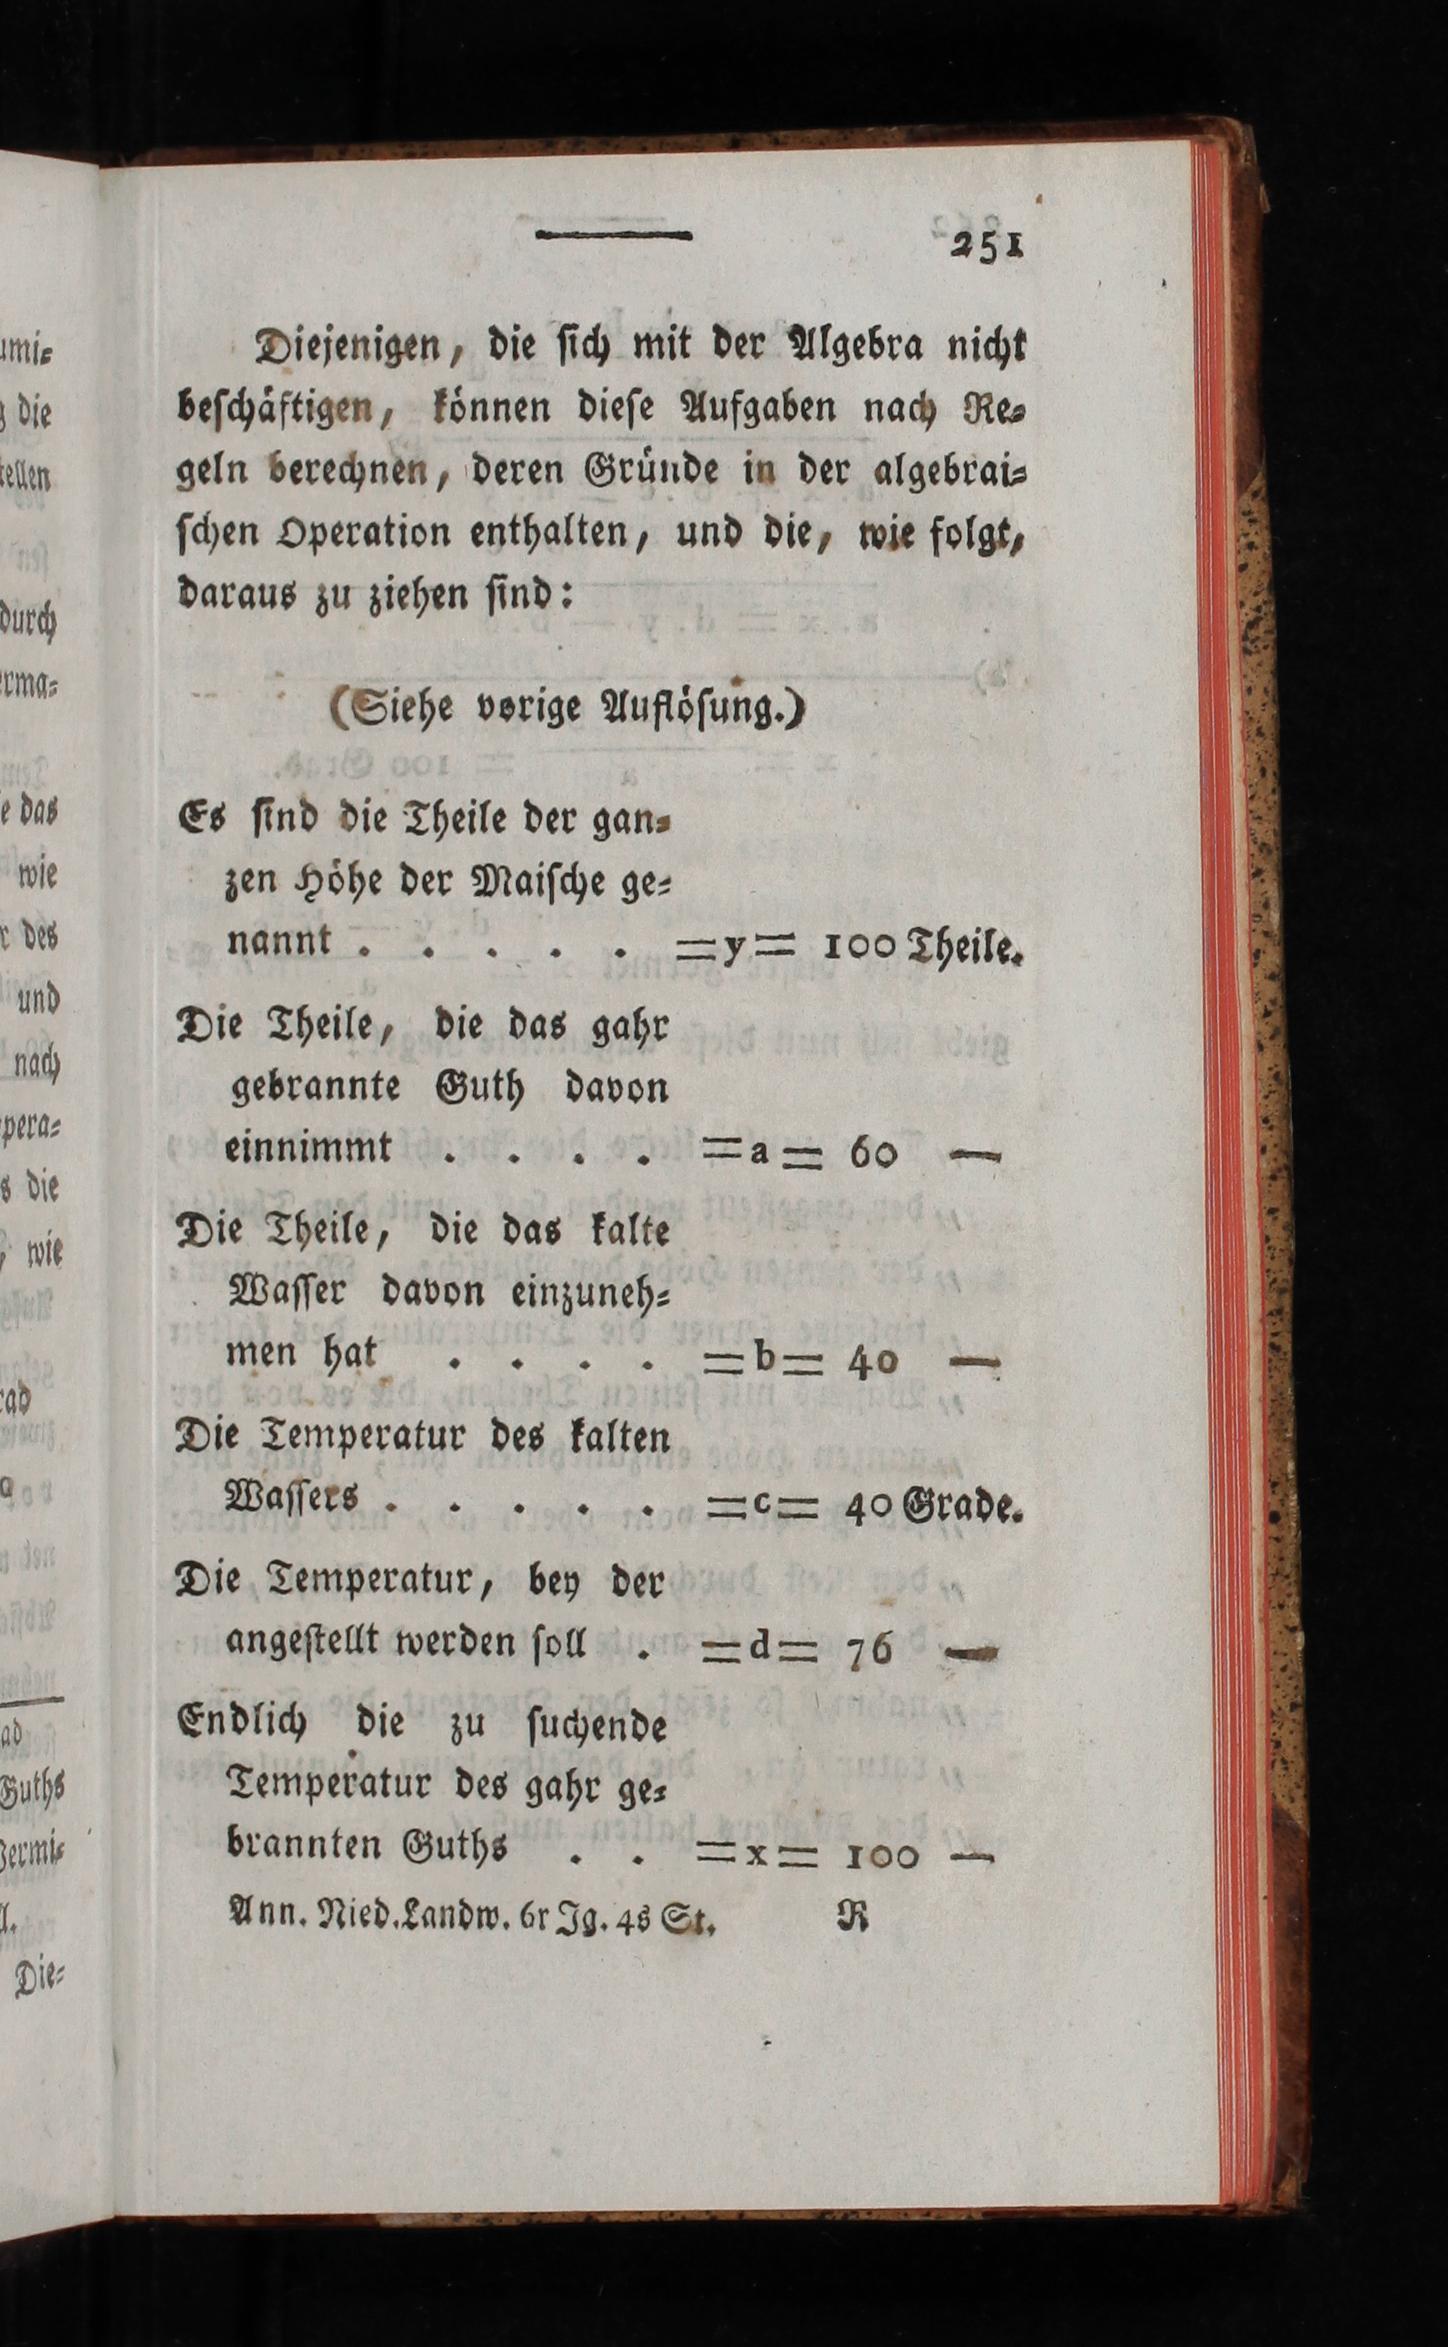 251
Diejenigen, die ſich mit der Algebra nicht
beſchäftigen, können dieſe Aufgaben nach Re⸗
geln berechnen, deren Gründe in der algebrai⸗
ſchen Operation enthalten, und die, wie folgt,
daraus zu ziehen ſind:
(Siehe vorige Auflöſung.)
Es ſind die Theile der gan⸗
zen Höhe der Maiſche ge⸗
nannt . . . . . =y= 100 Theile.
Die Theile, die das gahr
gebrannte Guth davon
einnimmt . . . . =a= 60 —
Die Theile, die das kalte
Waſſer davon einzuneh⸗
men hat . . . . =b= 40 —
Die Temperatur des kalten
Waſſers . . . . . =c= 40 Grade.
Die Temperatur, bey der
angeſtellt werden ſoll . =d= 76 —
Endlich die zu ſuchende
Temperatur des gahr ge⸗
brannten Guths . . =x= 100 —
Ann. Nied. Landw. 6r Jg. 4s St. R